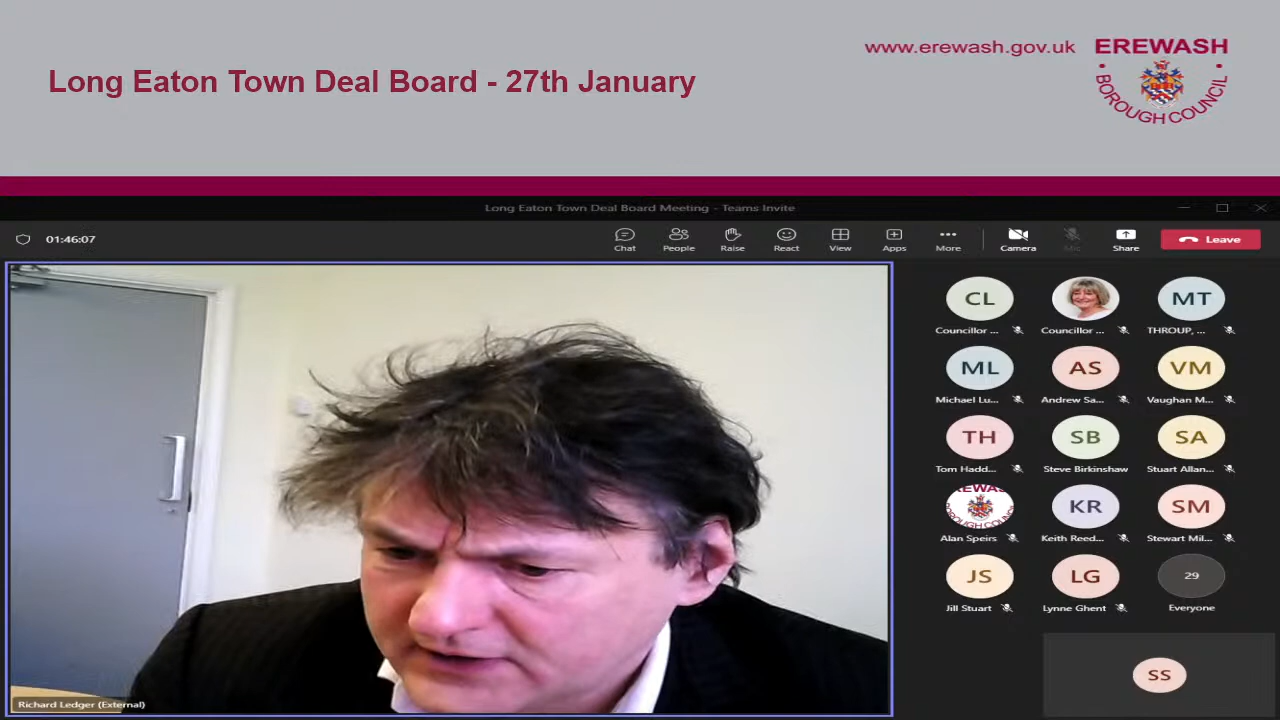 www.erewash.gov.uk
EREWASH
BOROUGH COUNCIL
Long Eaton Town Deal Board - 27th January
Long Eaton Town Deal Board Meeting - Teams Invite
01:46:07
Chat People Raise React View Apps More Camera Mic Share Leave
CL MT
Councillor ... Councillor ... THROUP, ...
ML AS VM
Michael Lu... Andrew Sa... Vaughan M...
TH SB SA
Tom Hadd... Steve Birkinshaw Stuart Allan...
EREWASH
BOROUGH COUNCIL
KR SM
Alan Speirs Keith Reed... Stewart Mil...
JS LG 29
Jill Stuart Lynne Ghent Everyone
SS
Richard Ledger (External)